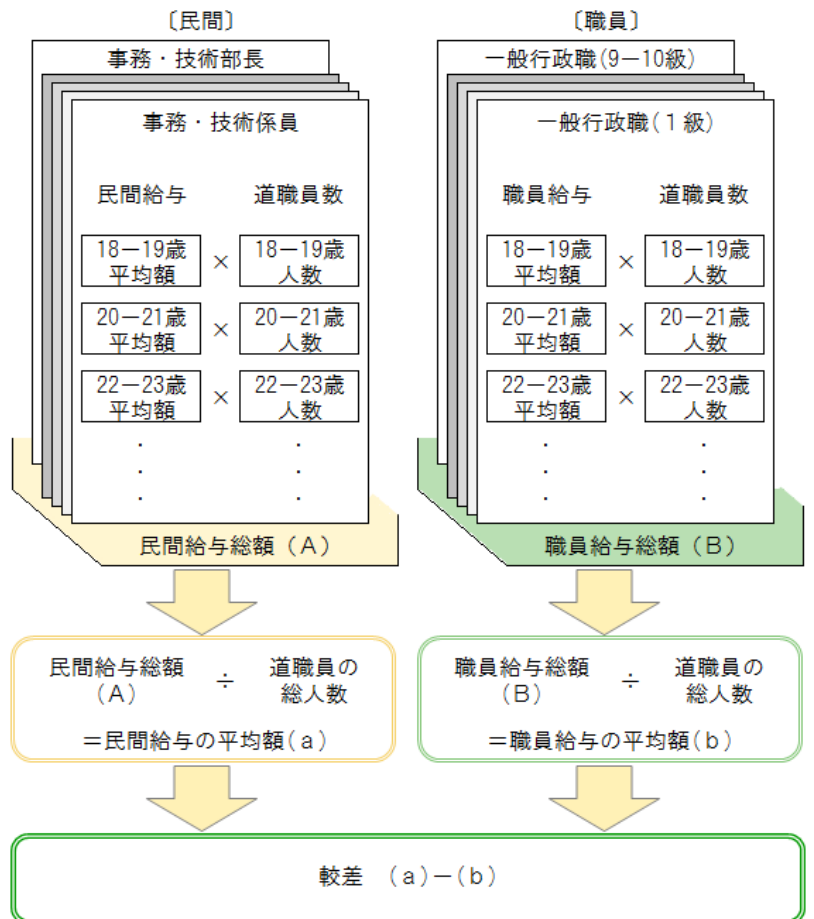 〔民間〕
事務・技術部長
事務・技術係員
民間給与 道職員数
18－19歳
平均額
×
18－19歳
人数
20－21歳
平均額
×
20－21歳
人数
22－23歳
平均額
×
22－23歳
人数
・ ・
・ ・
・ ・
民間給与総額（Ａ）
〔職員〕
一般行政職(9－10級)
一般行政職(１級)
職員給与 道職員数
18－19歳
平均額
×
18－19歳
人数
20－21歳
平均額
×
20－21歳
人数
22－23歳
平均額
×
22－23歳
人数
・ ・
・ ・
・ ・
職員給与総額（Ｂ）
民間給与総額
（Ａ）
÷
道職員の
総人数
＝民間給与の平均額(ａ)
職員給与総額
（Ｂ）
÷
道職員の
総人数
＝職員給与の平均額(ｂ)
較差　(ａ)－(ｂ)